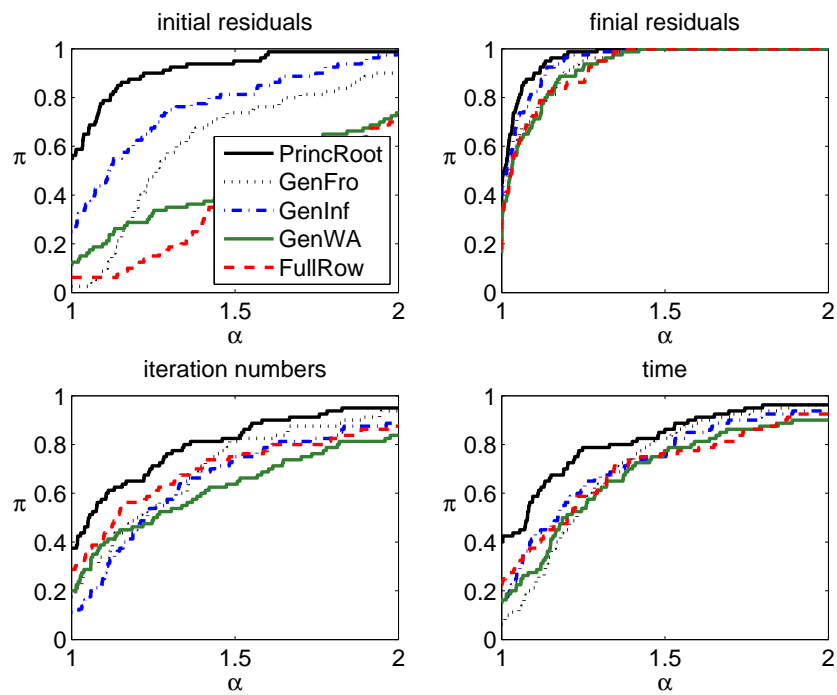 initial residuals
1
0.8
0.6
π
0.4
0.2
0
1
1.5
2
α
PrincRoot
GenFro
GenInf
GenWA
FullRow
finial residuals
1
0.8
0.6
π
0.4
0.2
0
1
1.5
2
α
iteration numbers
1
0.8
0.6
π
0.4
0.2
0
1
1.5
2
α
time
1
0.8
0.6
π
0.4
0.2
0
1
1.5
2
α